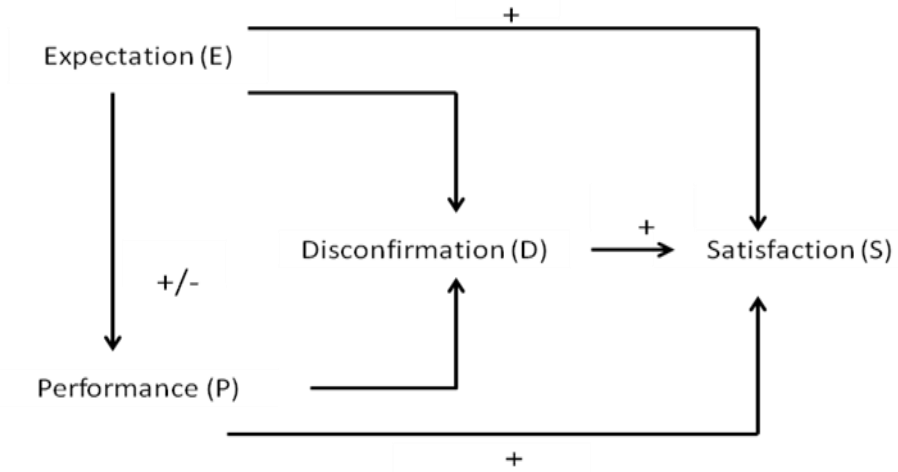 +
Expectation (E)
+
Disconfirmation (D)
Satisfaction (S)
+/-
Performance (P)
+